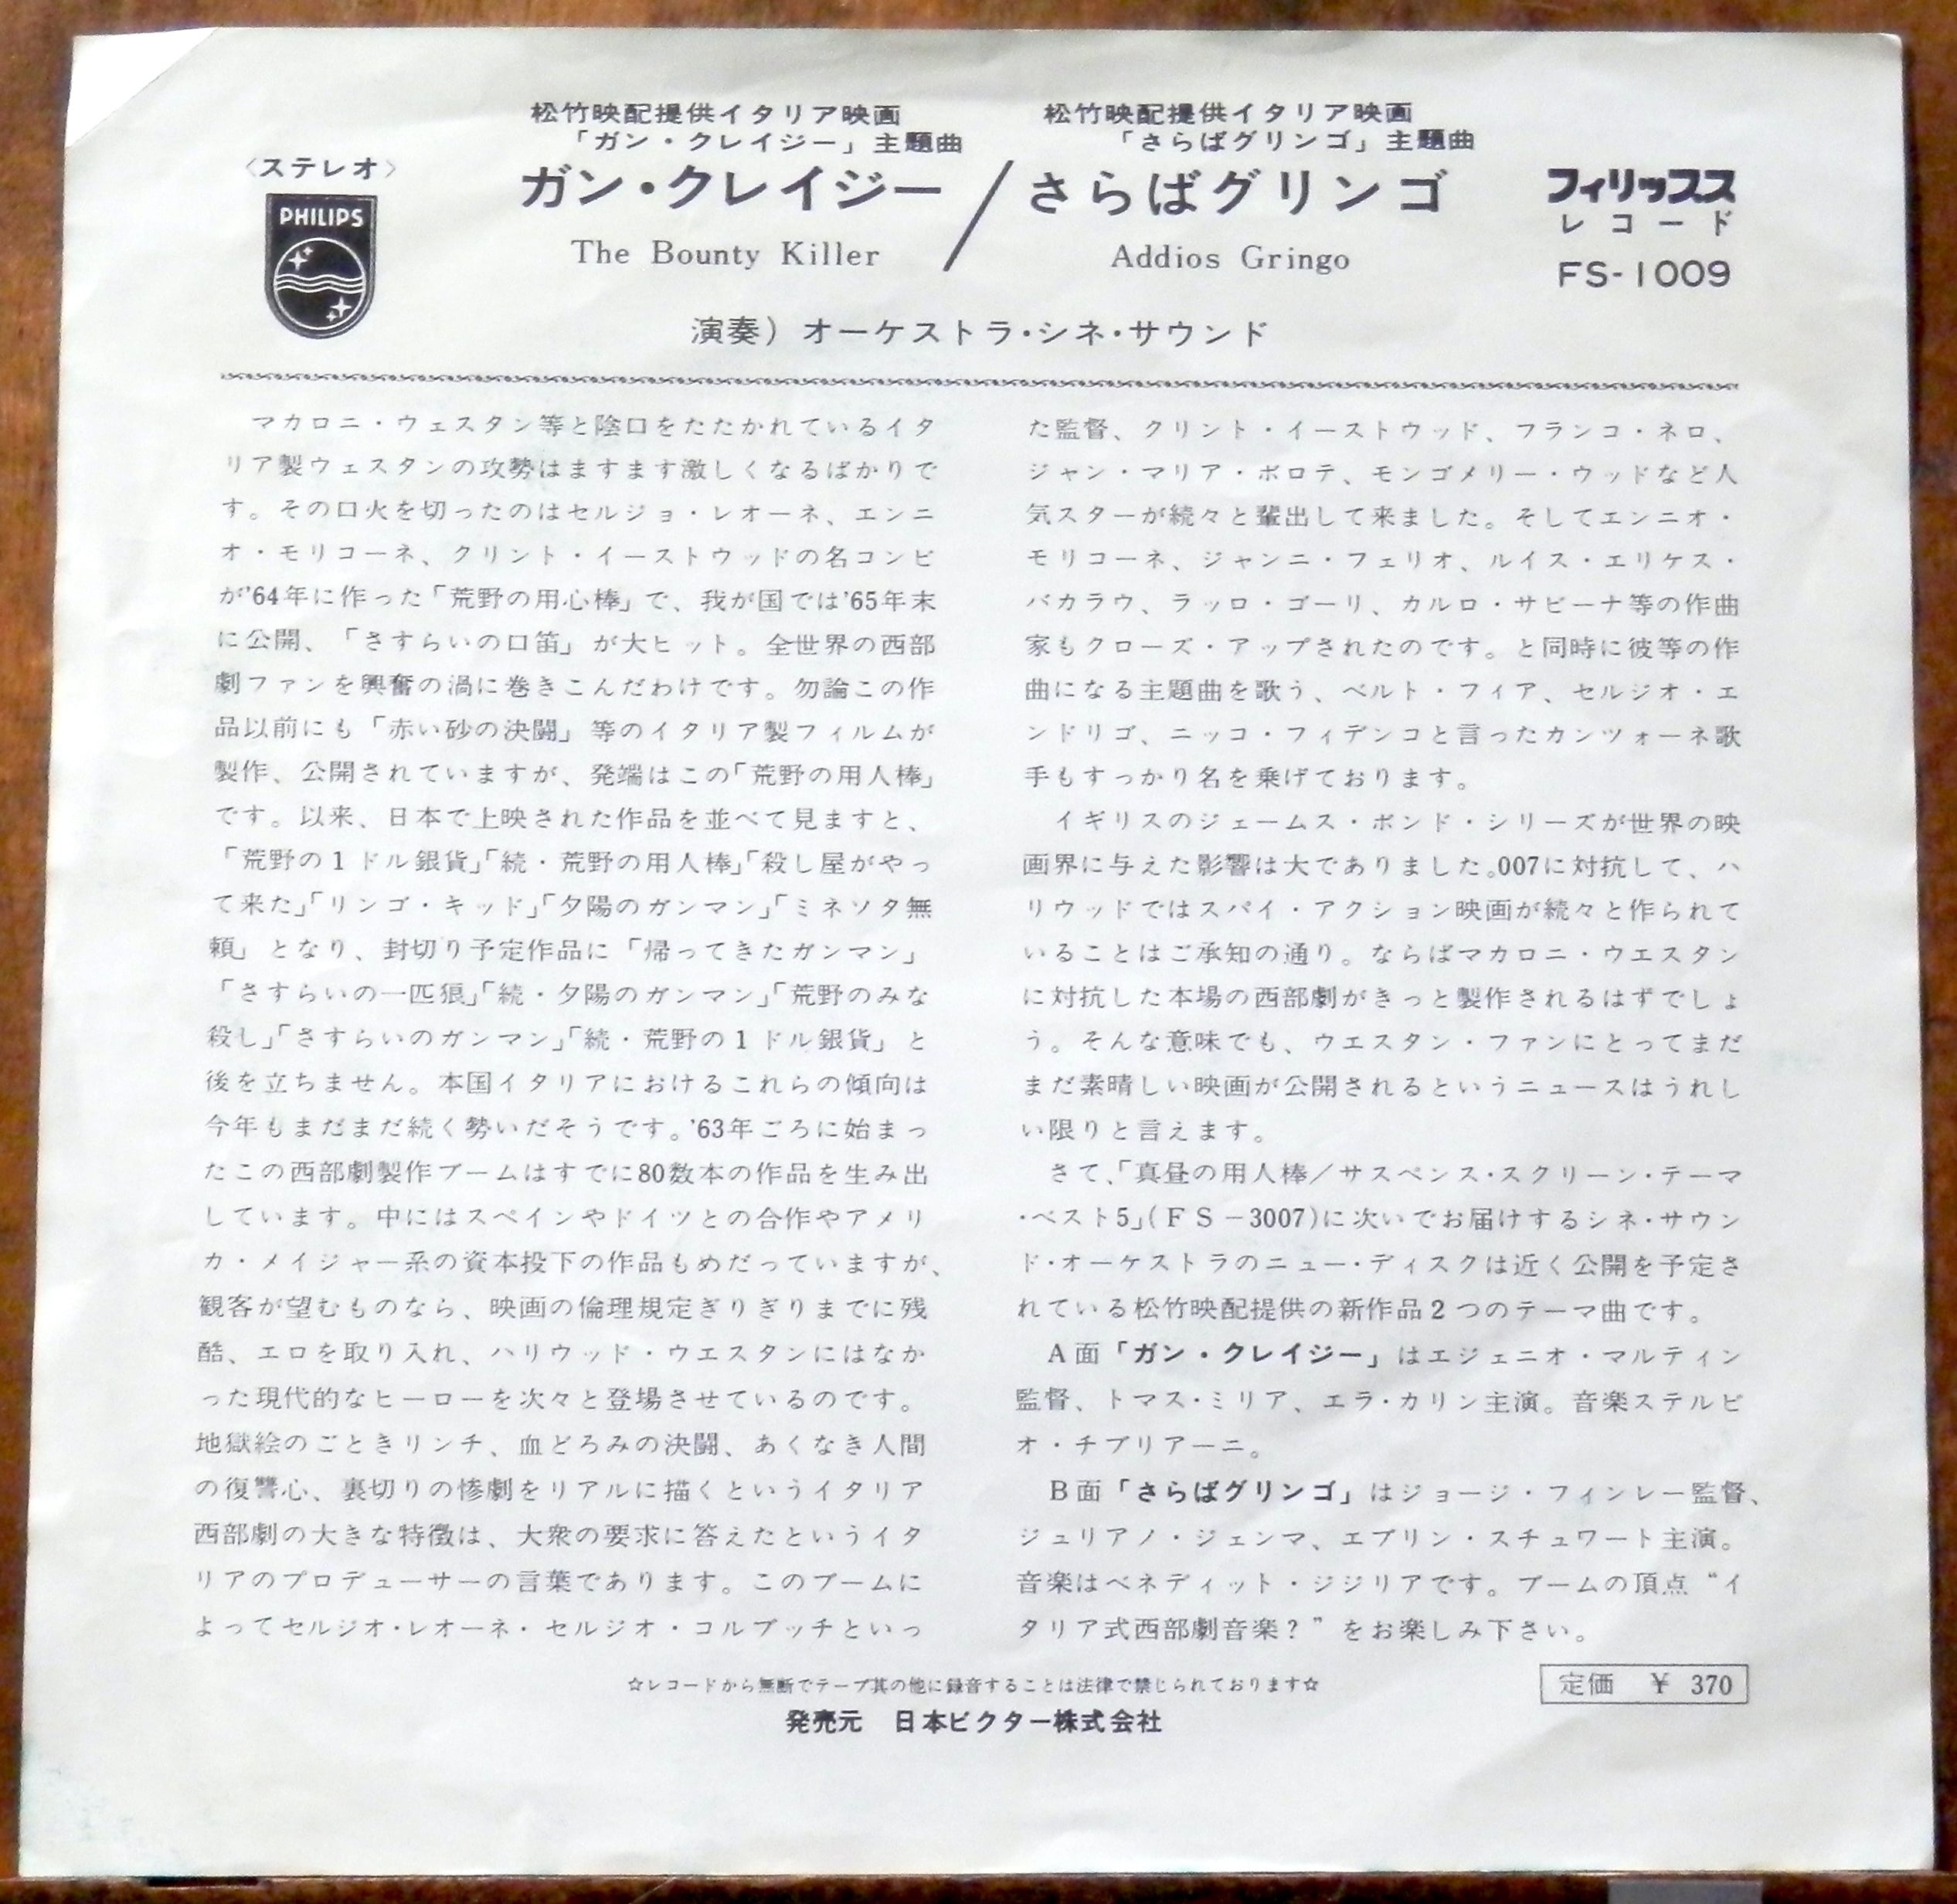 松竹映配提供イタリア映画
「ガン・クレイジー」主題曲
松竹映配提供イタリア映画
「さらばグリンゴ」主題曲
〈ステレオ〉
PHILIPS
ガン・クレイジー／さらばグリンゴ
The Bounty Killer
Addios Gringo
フィリップス
レコード
FS-1009
演奏）オーケストラ・シネ・サウンド
マカロニ・ウェスタン等と陰口をたたかれているイタ
リア製ウェスタンの攻勢はますます激しくなるばかりで
す。その口火を切ったのはセルジョ・レオーネ、エンニ
オ・モリコーネ、クリント・イーストウッドの名コンビ
が'64年に作った「荒野の用心棒」で、我が国では'65年末
に公開、「さすらいの口笛」が大ヒット。全世界の西部
劇ファンを興奮の渦に巻きこんだわけです。勿論この作
品以前にも「赤い砂の決闘」等のイタリア製フィルムが
製作、公開されていますが、発端はこの「荒野の用人棒」
です。以来、日本で上映された作品を並べて見ますと、
「荒野の1ドル銀貨」「続・荒野の用人棒」「殺し屋がやっ
て来た」「リンゴ・キッド」「夕陽のガンマン」「ミネソタ無
頼」となり、封切り予定作品に「帰ってきたガンマン」
「さすらいの一匹狼」「続・夕陽のガンマン」「荒野のみな
殺し」「さすらいのガンマン」「続・荒野の1ドル銀貨」と
後を立ちません。本国イタリアにおけるこれらの傾向は
今年もまだまだ続く勢いだそうです。'63年ごろに始まっ
たこの西部劇製作ブームはすでに80数本の作品を生み出
しています。中にはスペインやドイツとの合作やアメリ
カ・メイジャー系の資本投下の作品もめだっていますが、
観客が望むものなら、映画の倫理規定ぎりぎりまでに残
酷、エロを取り入れ、ハリウッド・ウエスタンにはなか
った現代的なヒーローを次々と登場させているのです。
地獄絵のごときリンチ、血どろみの決闘、あくなき人間
の復讐心、裏切りの惨劇をリアルに描くというイタリア
西部劇の大きな特徴は、大衆の要求に答えたというイタ
リアのプロデューサーの言葉であります。このブームに
よってセルジオ・レオーネ・セルジオ・コルブッチといっ
た監督、クリント・イーストウッド、フランコ・ネロ、
ジャン・マリア・ボロテ、モンゴメリー・ウッドなど人
気スターが続々と輩出して来ました。そしてエンニオ・
モリコーネ、ジャンニ・フェリオ、ルイス・エリケス・
バカラウ、ラッロ・ゴーリ、カルロ・サビーナ等の作曲
家もクローズ・アップされたのです。と同時に彼等の作
曲になる主題曲を歌う、ベルト・フィア、セルジオ・エ
ンドリゴ、ニッコ・フィデンコと言ったカンツォーネ歌
手もすっかり名を乗げております。
イギリスのジェームス・ボンド・シリーズが世界の映
画界に与えた影響は大でありました。007に対抗して、ハ
リウッドではスパイ・アクション映画が続々と作られて
いることはご承知の通り。ならばマカロニ・ウエスタン
に対抗した本場の西部劇がきっと製作されるはずでしょ
う。そんな意味でも、ウエスタン・ファンにとってまだ
まだ素晴しい映画が公開されるというニュースはうれし
い限りと言えます。
さて、「真昼の用人棒／サスペンス・スクリーン・テーマ
・ベスト5」(FS－3007)に次いでお届けするシネ・サウン
ド・オーケストラのニュー・ディスクは近く公開を予定さ
れている松竹映配提供の新作品2つのテーマ曲です。
A面「ガン・クレイジー」はエジェニオ・マルティン
監督、トマス・ミリア、エラ・カリン主演。音楽ステルビ
オ・チプリアーニ。
B面「さらばグリンゴ」はジョージ・フィンレー監督、
ジュリアノ・ジェンマ、エブリン・スチュワート主演。
音楽はベネディット・ジジリアです。ブームの頂点“イ
タリア式西部劇音楽？”をお楽しみ下さい。
☆レコードから無断でテープ其の他に録音することは法律で禁じられております☆
定価 ￥ 370
発売元　日本ビクター株式会社